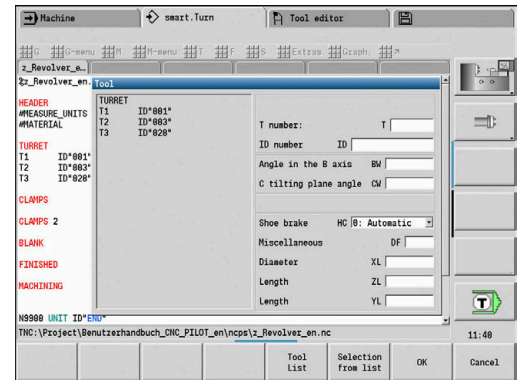 Machine
smart.Turn
Tool editor
G G-menu M M-menu T F S Extras Graph.
z_Revolver_e…
Tool
HEADER
#MEASURE_UNITS
#MATERIAL
TURRET
T1 ID"001"
T2 ID"003"
T3 ID"028"
CLAMPS
CLAMPS 2
BLANK
FINISHED
MACHINING
N9900 UNIT ID"END"
TURRET
T1 ID"001"
T2 ID"003"
T3 ID"028"
T number: T
ID number ID
Angle in the B axis BW
C tilting plane angle CW
Shoe brake HC 0: Automatic
Miscellaneous DF
Diameter XL
Length ZL
Length YL
TNC:\Project\Benutzerhandbuch_CNC_PILOT_en\ncps\z_Revolver_en.nc
11:40
T
Tool List
Selection from list
OK
Cancel